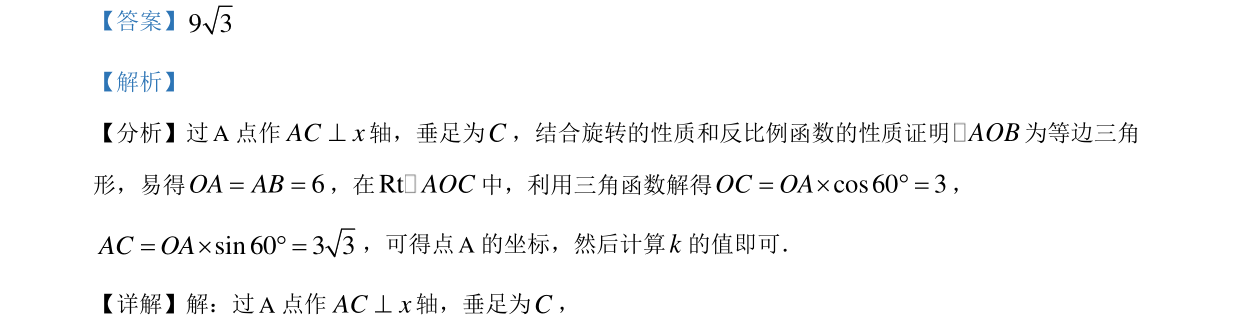 【答案】9√3
【解析】
【分析】过A 点作 AC ⊥ x轴，垂足为C，结合旋转的性质和反比例函数的性质证明□AOB为等边三角
形，易得OA = AB = 6，在Rt□AOC中，利用三角函数解得OC = OA×cos60° = 3，
AC = OA×sin60° = 3√3，可得点A 的坐标，然后计算k 的值即可．
【详解】解：过A 点作 AC ⊥ x轴，垂足为C，